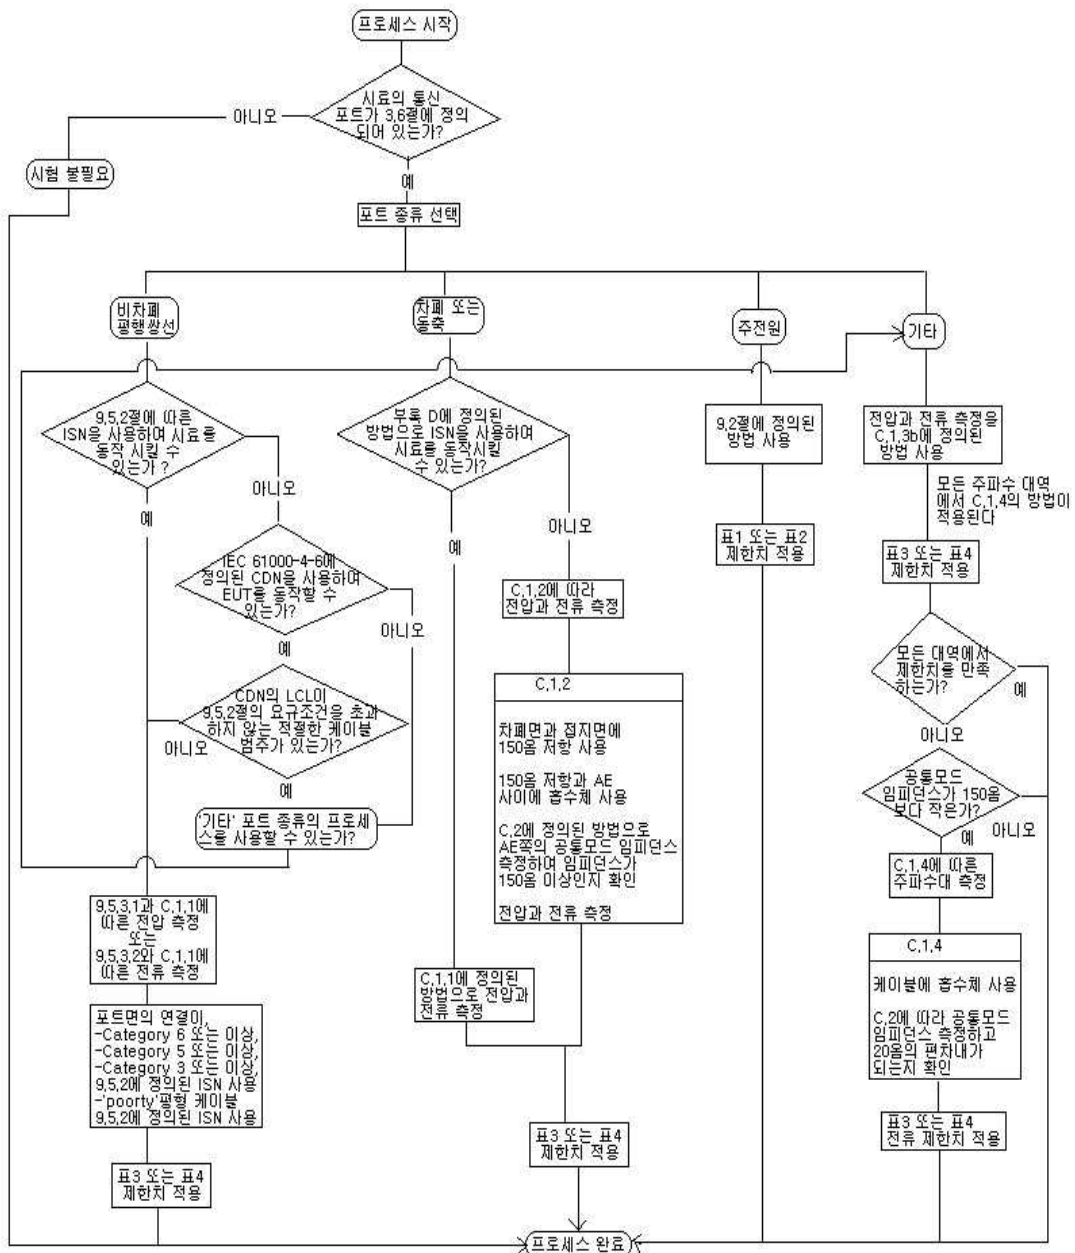 프로세스 시작
시료의 통신
포트가 3.6절에 정의
되어 있는가?
아니오
시험 불필요
예
포트 종류 선택
비차폐
평행쌍선
차폐 또는
동축
주전원
기타
9.5.2절에 따른
ISN을 사용하여 시료를
동작 시킬 수
있는가 ?
아니오
예
IEC 61000-4-6에
정의된 CDN을 사용하여
EUT를 동작할 수
있는가?
아니오
예
CDN의 LCL이
9.5.2절의 요규조건을 초과
하지 않는 적절한 케이블
범주가 있는가?
아니오
예
'기타' 포트 종류의 프로세
스를 사용할 수 있는가?
9.5.3.1과 C.1.1에
따른 전압 측정
또는
9.5.3.2와 C.1.1에
따른 전류 측정
포트면의 연결이,
-Category 6 또는 이상,
-Category 5 또는 이상,
-Category 3 또는 이상,
9.5.2에 정의된 ISN 사용
-'poorty'평형 케이블
9.5.2에 정의된 ISN 사용
표3 또는 표4
제한치 적용
부록 D에 정의된
방법으로 ISN을 사용하여
시료를 동작시킬
수 있는가?
아니오
예
C.1.2에 따라
전압과 전류 측정
C.1.2
차폐면과 접지면에
150옴 저항 사용
150옴 저항과 AE
사이에 흡수체 사용
C.2에 정의된 방법으로
AE쪽의 공통모드 임피던스
측정하여 임피던스가
150옴 이상인지 확인
전압과 전류 측정
C.1.1에 정의된
방법으로 전압과
전류 측정
표3 또는 표4
제한치 적용
9.2절에 정의된
방법 사용
표1 또는 표2
제한치 적용
전압과 전류 측정을
C.1.3b에 정의된
방법 사용
모든 주파수 대역
에서 C.1.4의 방법이
적용된다
표3 또는 표4
제한치 적용
모든 대역에서
제한치를 만족
하는가?
예
아니오
공통모드
임피던스가 150옴
보다 작은가?
아니오
예
C.1.4에 따른
주파수대 측정
C.1.4
케이블에 흡수체 사용
C.2에 따라 공통모드
임피던스 측정하고
20옴의 편차내가
되는지 확인
표3 또는 표4
전류 제한치 적용
프로세스 완료